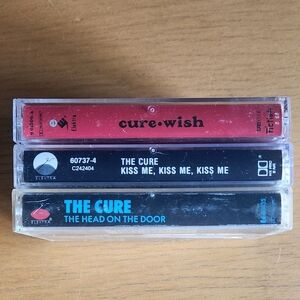 Elektra
cure•wish
60737-4
C242404
THE CURE
KISS ME, KISS ME, KISS ME
ELEKTRA
THE CURE
THE HEAD ON THE DOOR